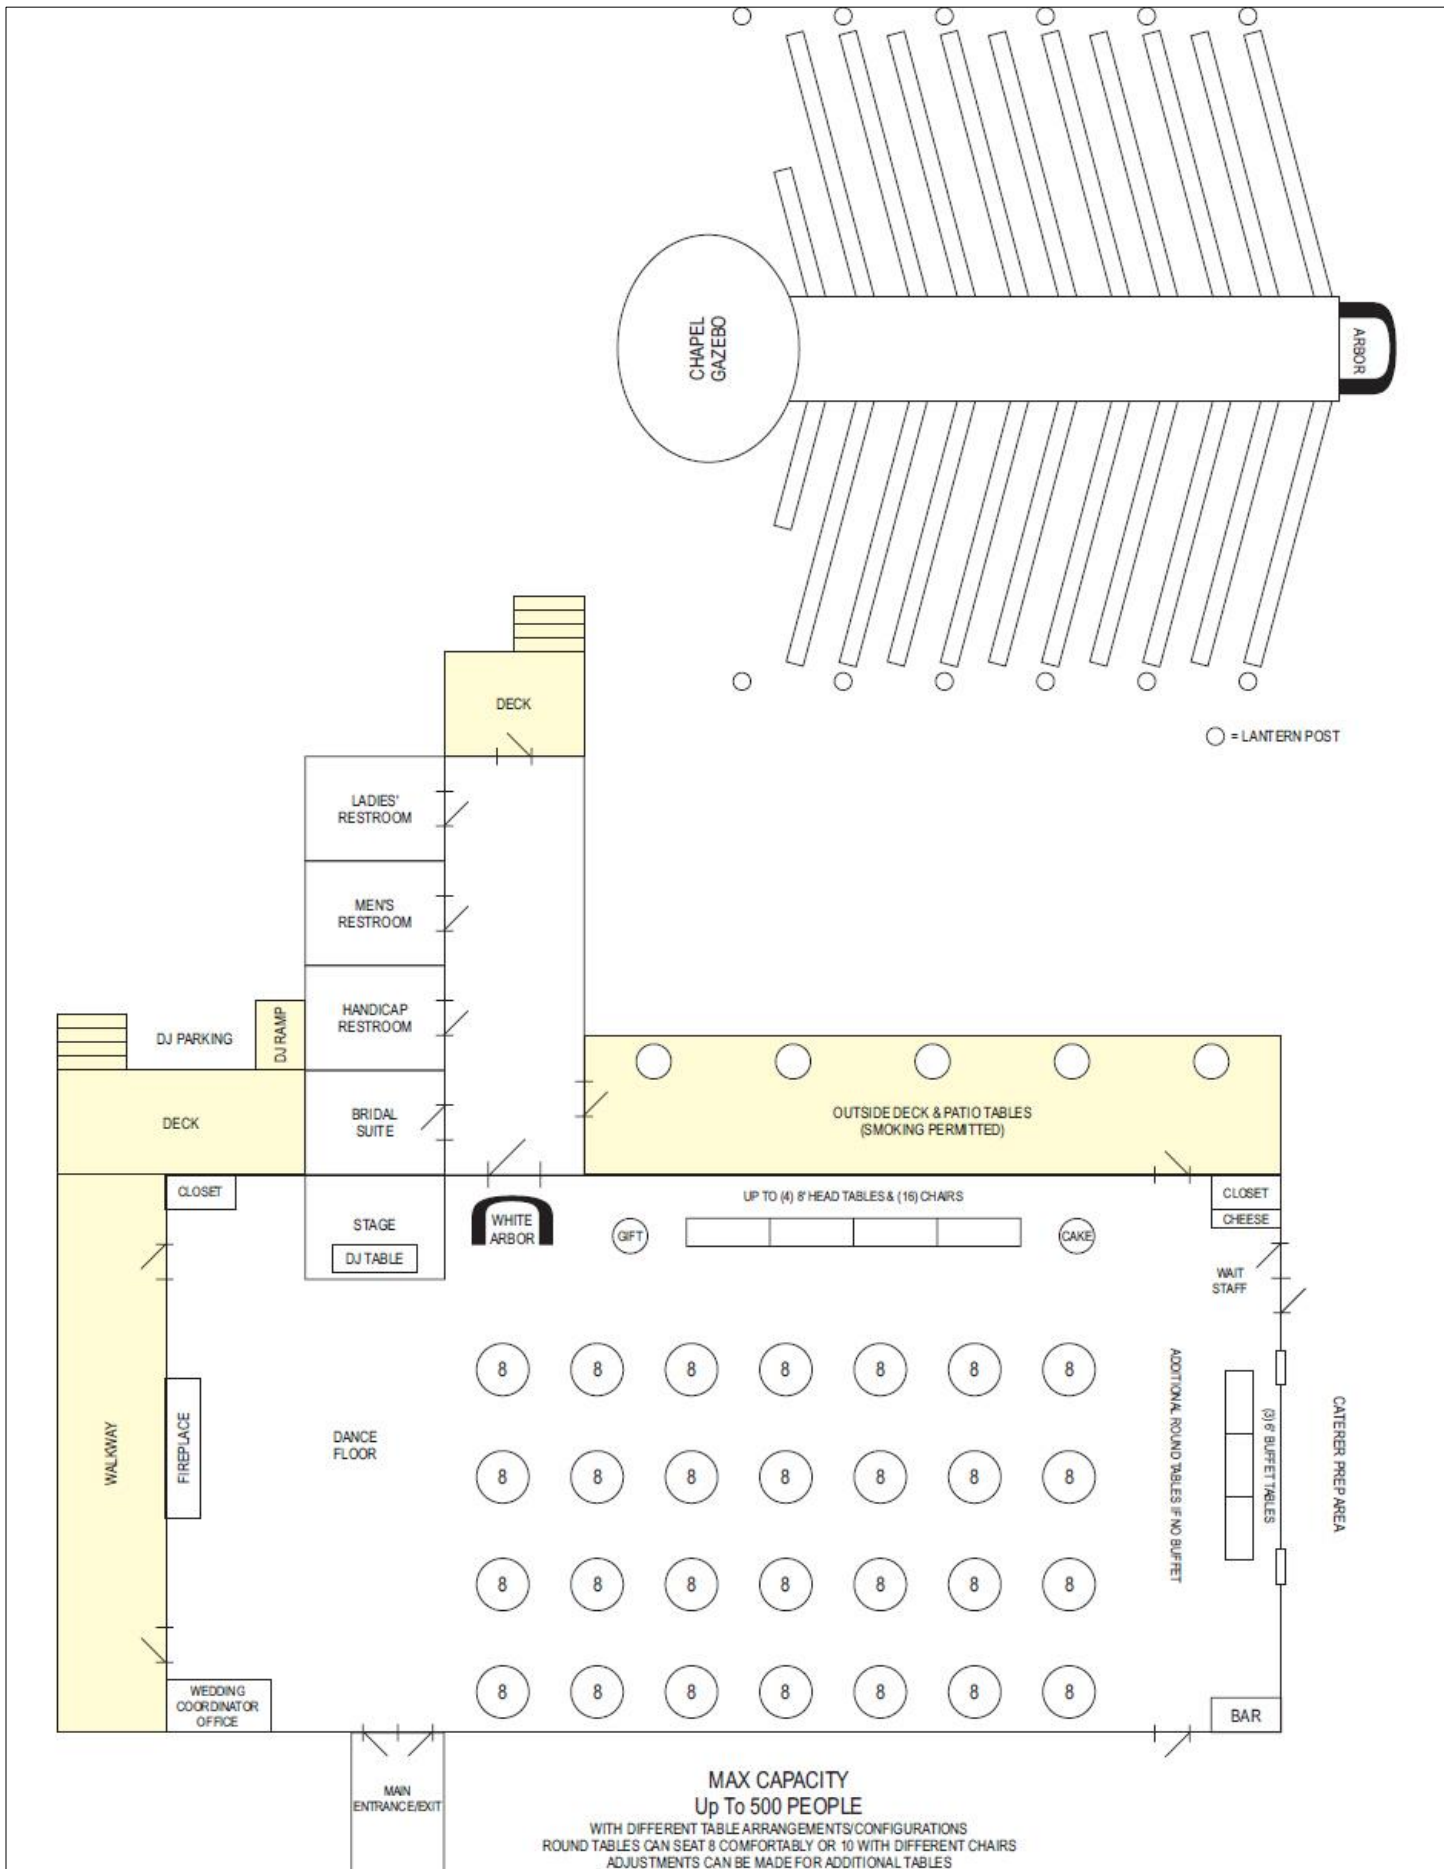 CHAPEL
GAZEBO
ARBOR
= LANTERN POST
DECK
LADIES'
RESTROOM
MEN'S
RESTROOM
HANDICAP
RESTROOM
DJ PARKING
DJ RAMP
DECK
BRIDAL
SUITE
OUTSIDE DECK & PATIO TABLES
(SMOKING PERMITTED)
CLOSET
STAGE
DJ TABLE
WHITE
ARBOR
GIFT
UP TO (4) 8' HEAD TABLES & (16) CHAIRS
CAKE
CLOSET
CHEESE
WAIT
STAFF
8 8 8 8 8 8 8
8 8 8 8 8 8 8
8 8 8 8 8 8 8
8 8 8 8 8 8 8
WALKWAY
FIREPLACE
DANCE
FLOOR
ADDITIONAL ROUND TABLES IF NO BUFFET
(3) 6' BUFFET TABLES
CATERER PREP AREA
WEDDING
COORDINATOR
OFFICE
BAR
MAIN
ENTRANCE/EXIT
MAX CAPACITY
Up To 500 PEOPLE
WITH DIFFERENT TABLE ARRANGEMENTS/CONFIGURATIONS
ROUND TABLES CAN SEAT 8 COMFORTABLY OR 10 WITH DIFFERENT CHAIRS
ADJUSTMENTS CAN BE MADE FOR ADDITIONAL TABLES